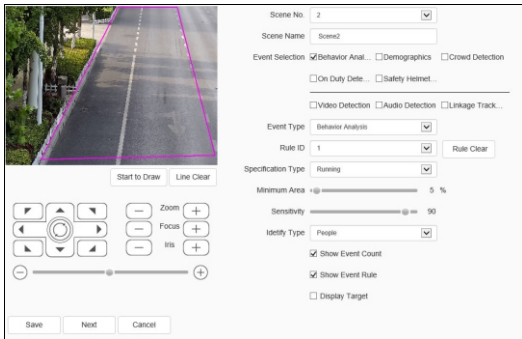 Scene No. 2
Scene Name Scene2
Event Selection Behavior Anal... Demographics Crowd Detection
On Duty Dete... Safety Helmet...
Video Detection Audio Detection Linkage Track...
Event Type Behavior Analysis
Rule ID 1 Rule Clear
Specification Type Running
Start to Draw Line Clear
Minimum Area 5 %
Sensitivity 90
Zoom
Focus
Iris
Idetify Type People
Show Event Count
Show Event Rule
Display Target
Save Next Cancel